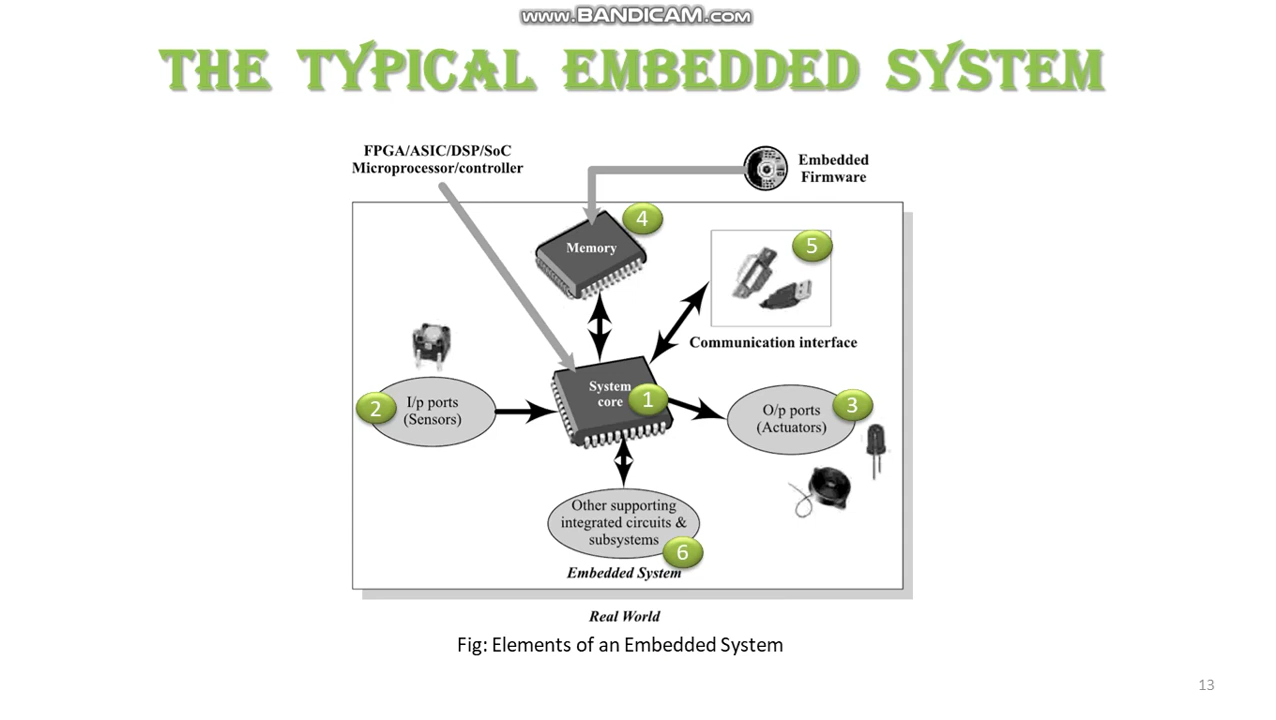 www.BANDICAM.com
THE TYPICAL EMBEDDED SYSTEM
FPGA/ASIC/DSP/SoC
Microprocessor/controller
Embedded
Firmware
4
Memory
5
Communication interface
System
core
1
2
I/p ports
(Sensors)
3
O/p ports
(Actuators)
Other supporting
integrated circuits &
subsystems
6
Embedded System
Real World
Fig: Elements of an Embedded System
13